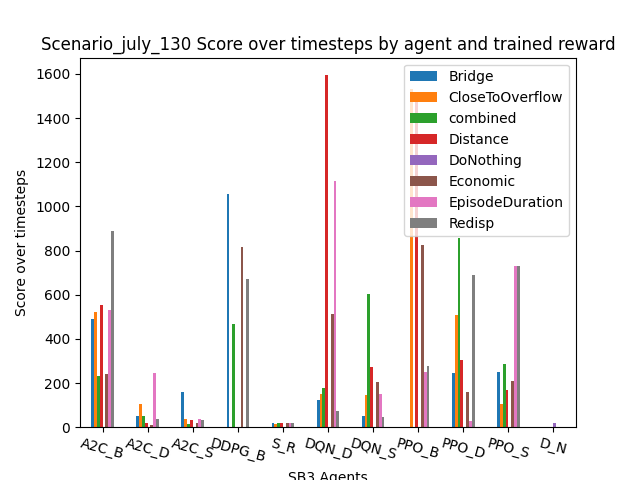 Scenario_july_130 Score over timesteps by agent and trained reward
Score over timesteps
1600
1400
1200
1000
800
600
400
200
0
Bridge
CloseToOverflow
combined
Distance
DoNothing
Economic
EpisodeDuration
Redisp
A2C_B
A2C_D
A2C_S
DDPG_B
S_R
DQN_D
DQN_S
PPO_B
PPO_D
PPO_S
D_N
SB3 Agents